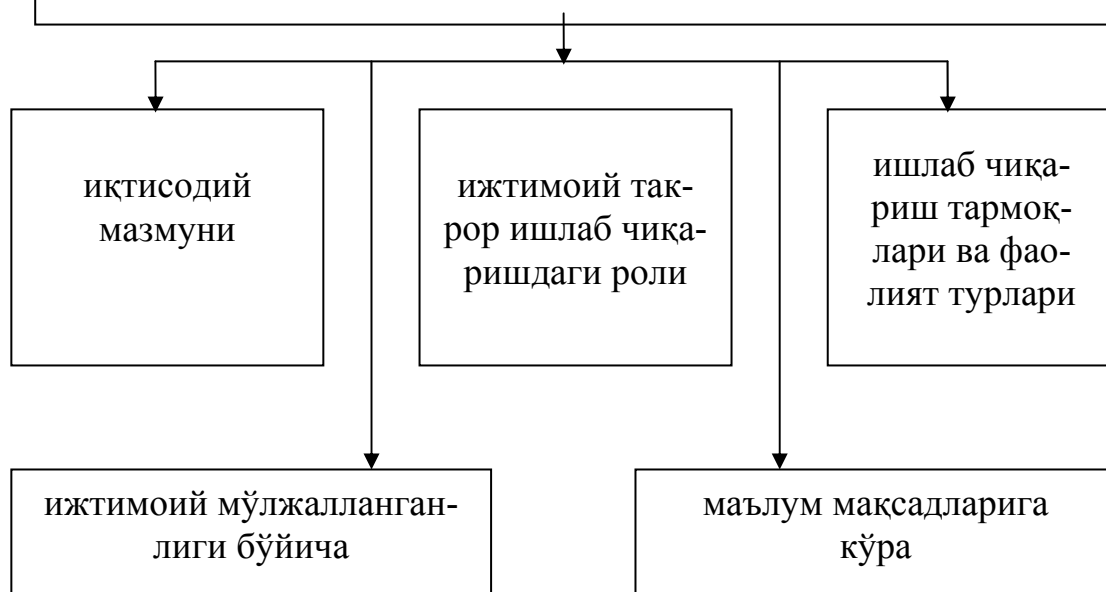 иқтисодий
мазмуни
ижтимоий так-
рор ишлаб чиқа-
ришдаги роли
ишлаб чиқа-
риш тармоқ-
лари ва фао-
лият турлари
ижтимоий мўлжалланган-
лиги бўйича
маълум мақсадларига
кўра